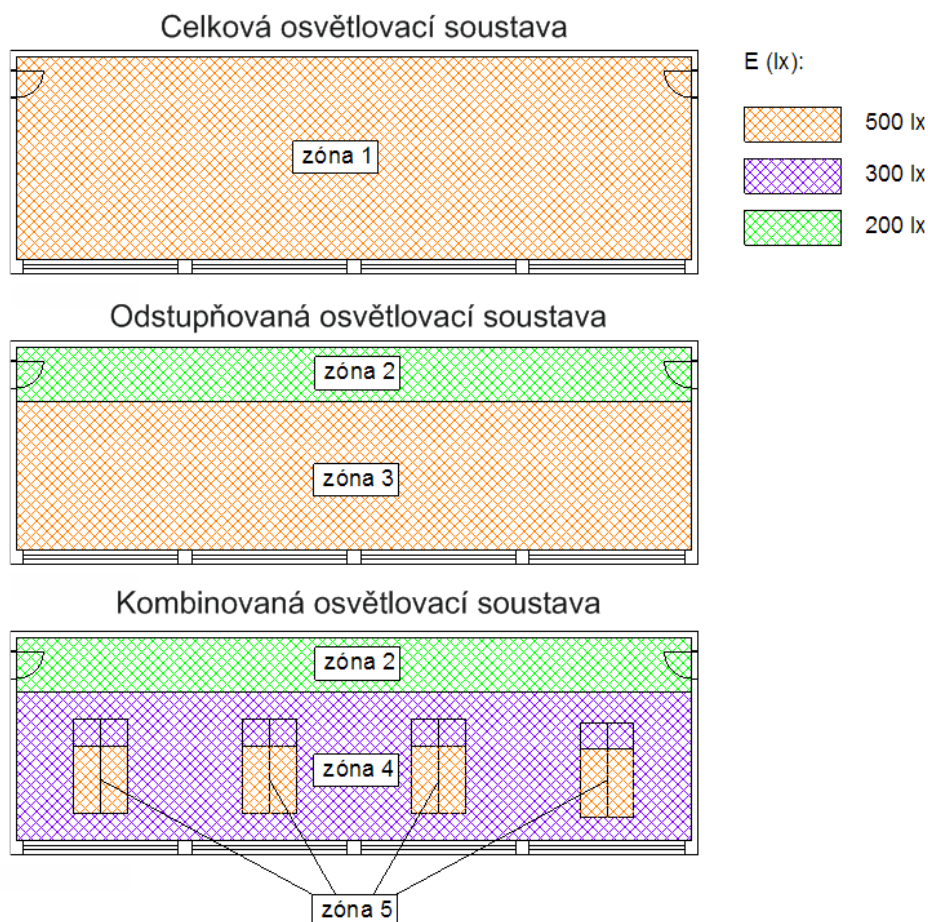 Celková osvětlovací soustava
zóna 1
E (lx):
500 lx
300 lx
200 lx
Odstupňovaná osvětlovací soustava
zóna 2
zóna 3
Kombinovaná osvětlovací soustava
zóna 2
zóna 4
zóna 5